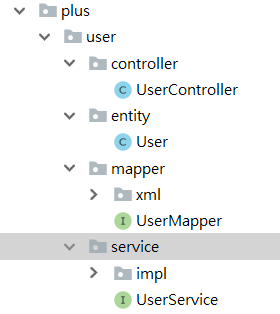 plus
user
controller
UserController
entity
User
mapper
xml
UserMapper
service
impl
UserService